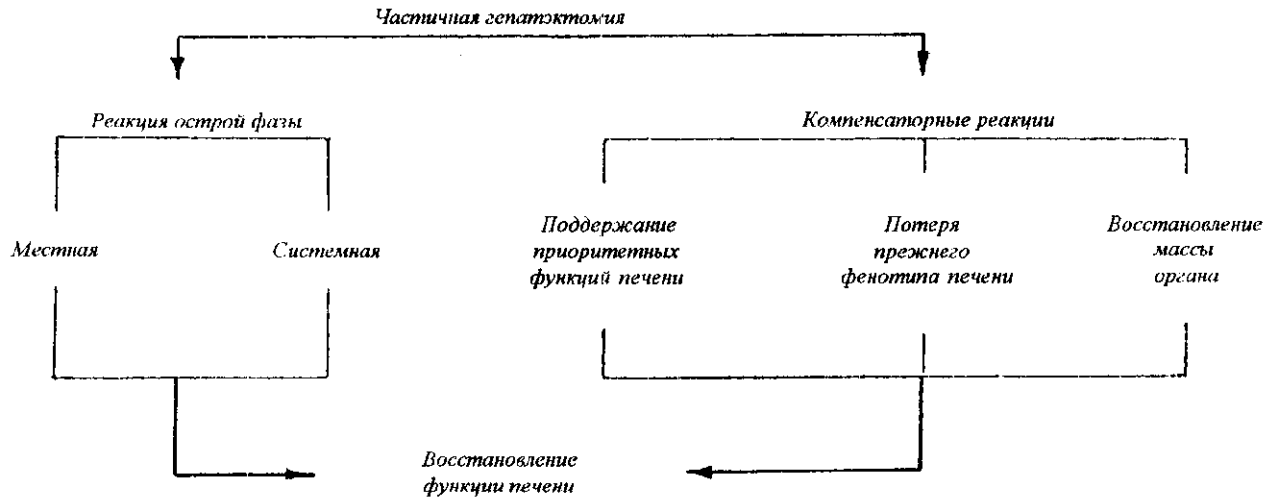 Частичная гепатэктомия
Реакция острой фазы
Компенсаторные реакции
Местная
Системная
Поддержание
приоритетных
функций печени
Потеря
прежнего
фенотипа печени
Восстановление
массы
органа
Восстановление
функции печени